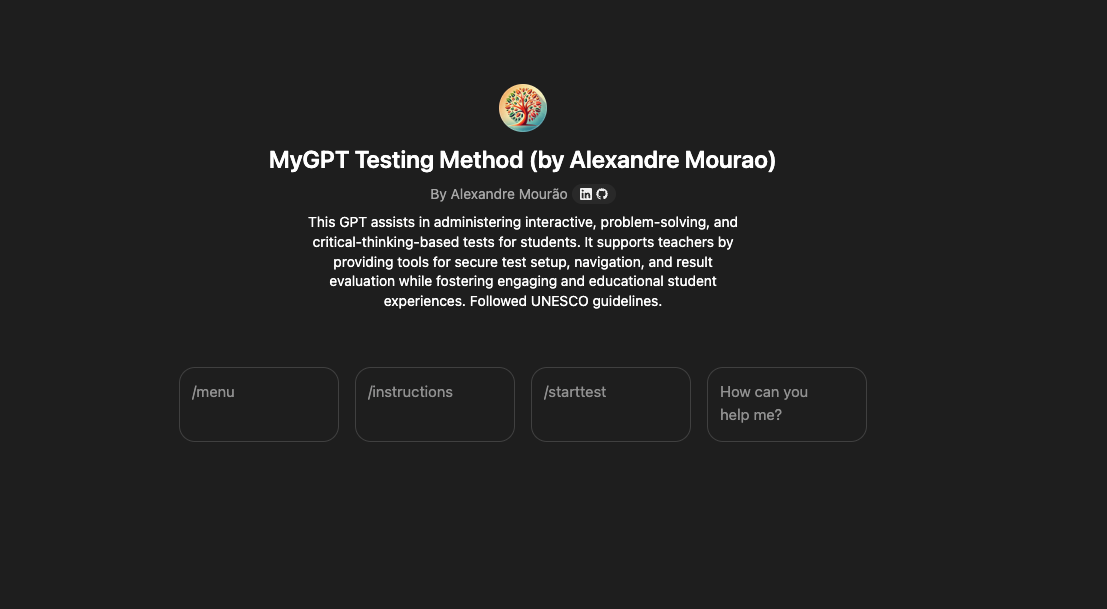 MyGPT Testing Method (by Alexandre Mourao)
By Alexandre Mourão
This GPT assists in administering interactive, problem-solving, and
critical-thinking-based tests for students. It supports teachers by
providing tools for secure test setup, navigation, and result
evaluation while fostering engaging and educational student
experiences. Followed UNESCO guidelines.
/menu
/instructions
/starttest
How can you
help me?